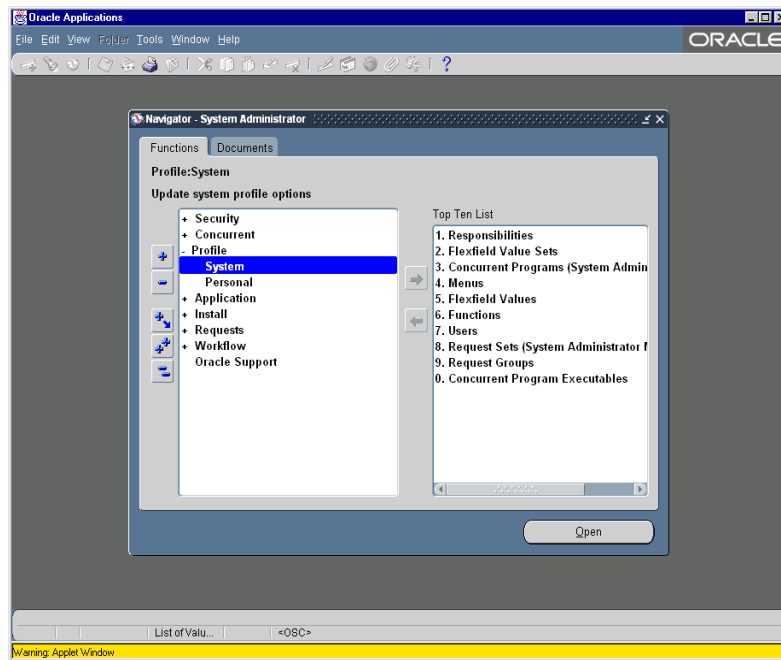 Oracle Applications
File Edit View Folder Tools Window Help
ORACLE
?
Navigator - System Administrator
Functions Documents
Profile:System
Update system profile options
+ Security
+ Concurrent
- Profile
System
Personal
+ Application
+ Install
+ Requests
+ Workflow
Oracle Support
Top Ten List
1. Responsibilities
2. Flexfield Value Sets
3. Concurrent Programs (System Admin
4. Menus
5. Flexfield Values
6. Functions
7. Users
8. Request Sets (System Administrator
9. Request Groups
0. Concurrent Program Executables
Open
List of Valu... <OSC>
Warning: Applet Window